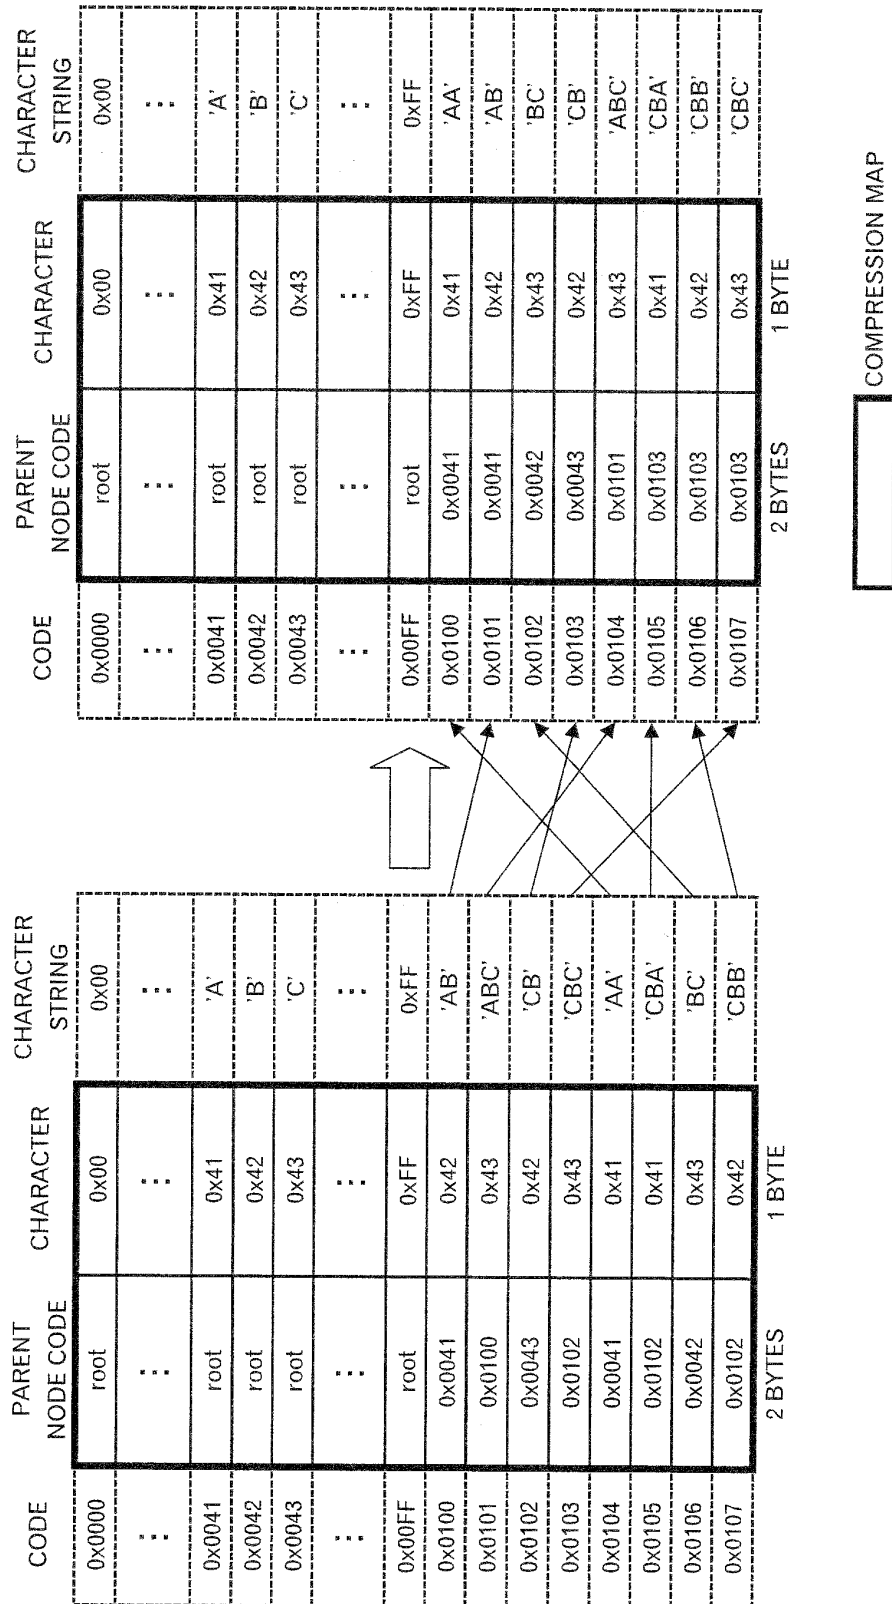 CODE PARENT NODE CODE CHARACTER CHARACTER STRING
0x0000 root 0x00 0x00
... ... ... ...
0x0041 root 0x41 'A'
0x0042 root 0x42 'B'
0x0043 root 0x43 'C'
... ... ... ...
0x00FF root 0xFF 0xFF
0x0100 0x0041 0x42 'AB'
0x0101 0x0100 0x43 'ABC'
0x0102 0x0043 0x42 'CB'
0x0103 0x0102 0x43 'CBC'
0x0104 0x0041 0x41 'AA'
0x0105 0x0102 0x41 'CBA'
0x0106 0x0042 0x43 'BC'
0x0107 0x0102 0x42 'CBB'
2 BYTES 1 BYTE
CODE PARENT NODE CODE CHARACTER CHARACTER STRING
0x0000 root 0x00 0x00
... ... ... ...
0x0041 root 0x41 'A'
0x0042 root 0x42 'B'
0x0043 root 0x43 'C'
... ... ... ...
0x00FF root 0xFF 0xFF
0x0100 0x0041 0x41 'AA'
0x0101 0x0041 0x42 'AB'
0x0102 0x0042 0x43 'BC'
0x0103 0x0043 0x42 'CB'
0x0104 0x0101 0x43 'ABC'
0x0105 0x0103 0x41 'CBA'
0x0106 0x0103 0x42 'CBB'
0x0107 0x0103 0x43 'CBC'
2 BYTES 1 BYTE
COMPRESSION MAP